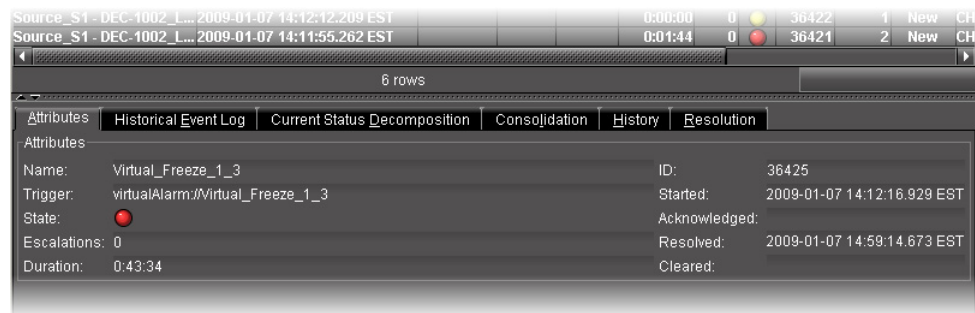 Source_S1 - DEC-1002_L... 2009-01-07 14:12:12.209 EST 0:00:00 0 36422 1 New CH
Source_S1 - DEC-1002_L... 2009-01-07 14:11:55.262 EST 0:01:44 0 36421 2 New CH
6 rows
Attributes Historical Event Log Current Status Decomposition Consolidation History Resolution
Attributes
Name: Virtual_Freeze_1_3 ID: 36425
Trigger: virtualAlarm://Virtual_Freeze_1_3 Started: 2009-01-07 14:12:16.929 EST
State: Acknowledged:
Escalations: 0 Resolved: 2009-01-07 14:59:14.673 EST
Duration: 0:43:34 Cleared: